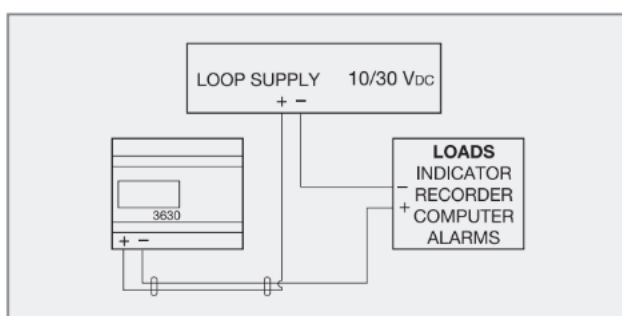 LOOP SUPPLY 10/30 VDC
+ −
3630
+ −
LOADS
INDICATOR
− RECORDER
+ COMPUTER
ALARMS